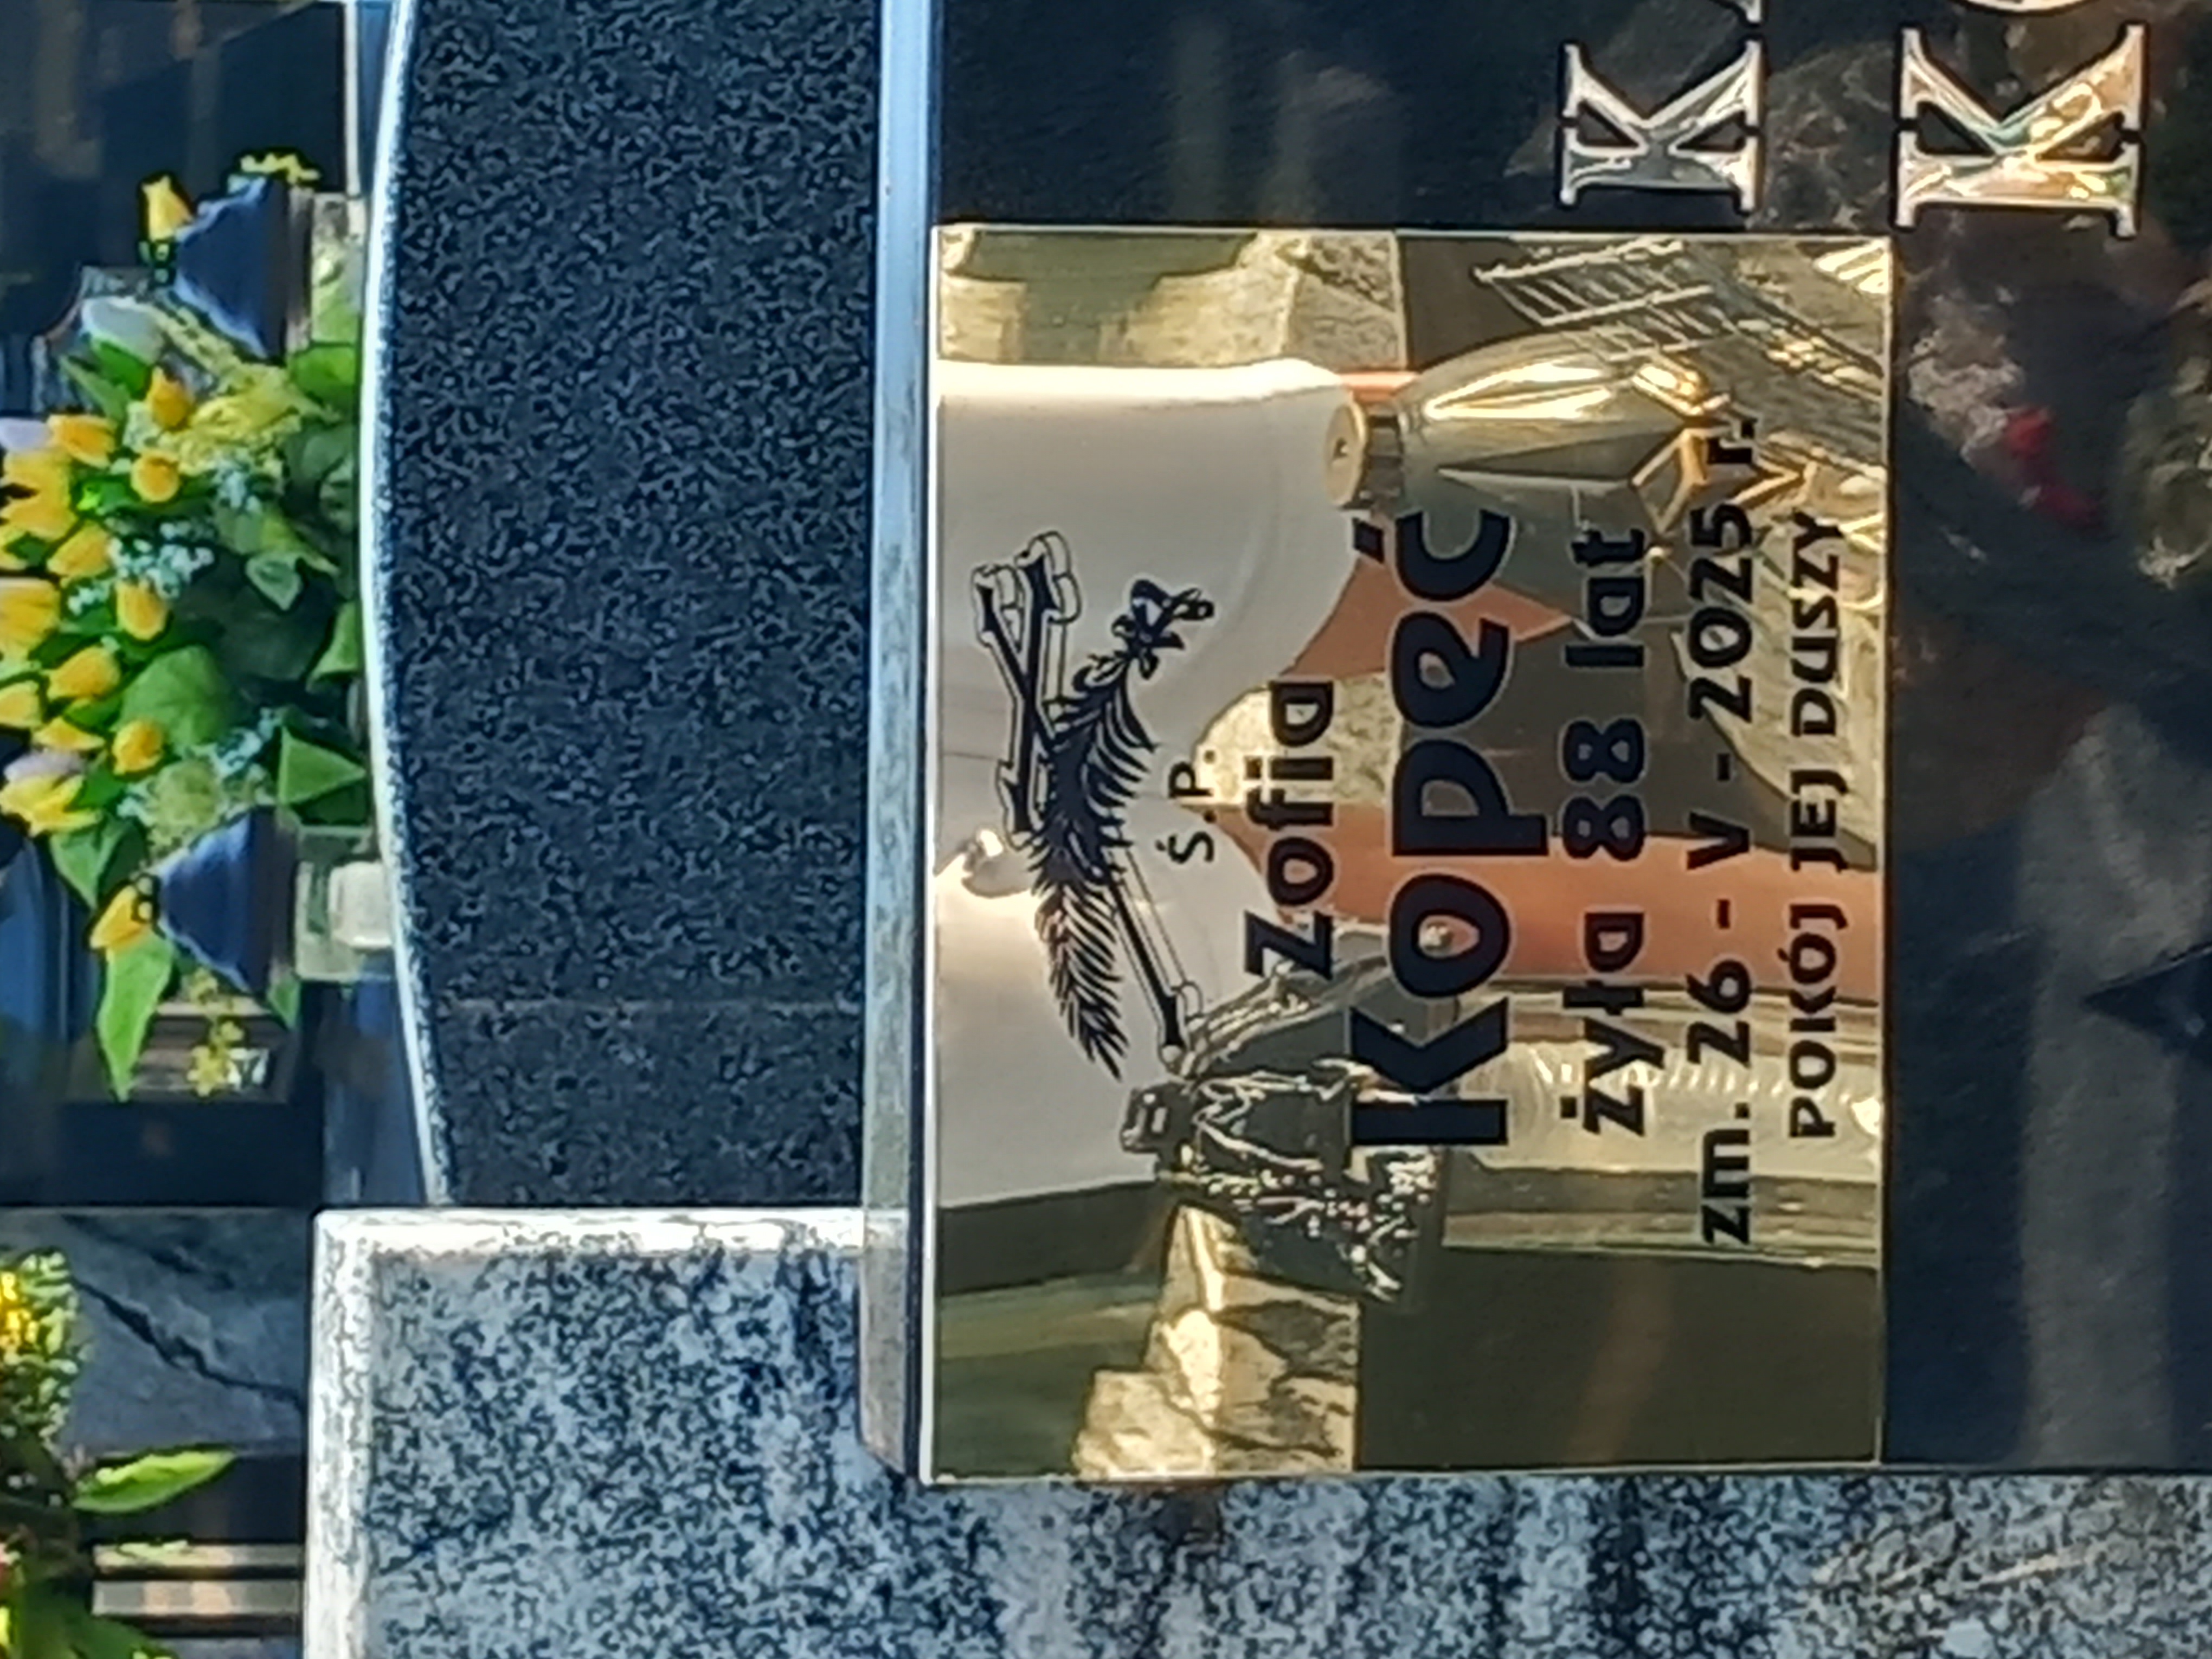 Ś.P.
Zofia
Kopeć
żyła 88 lat
zm. 26 - V - 2025 r.
POKÓJ JEJ DUSZY
K
K